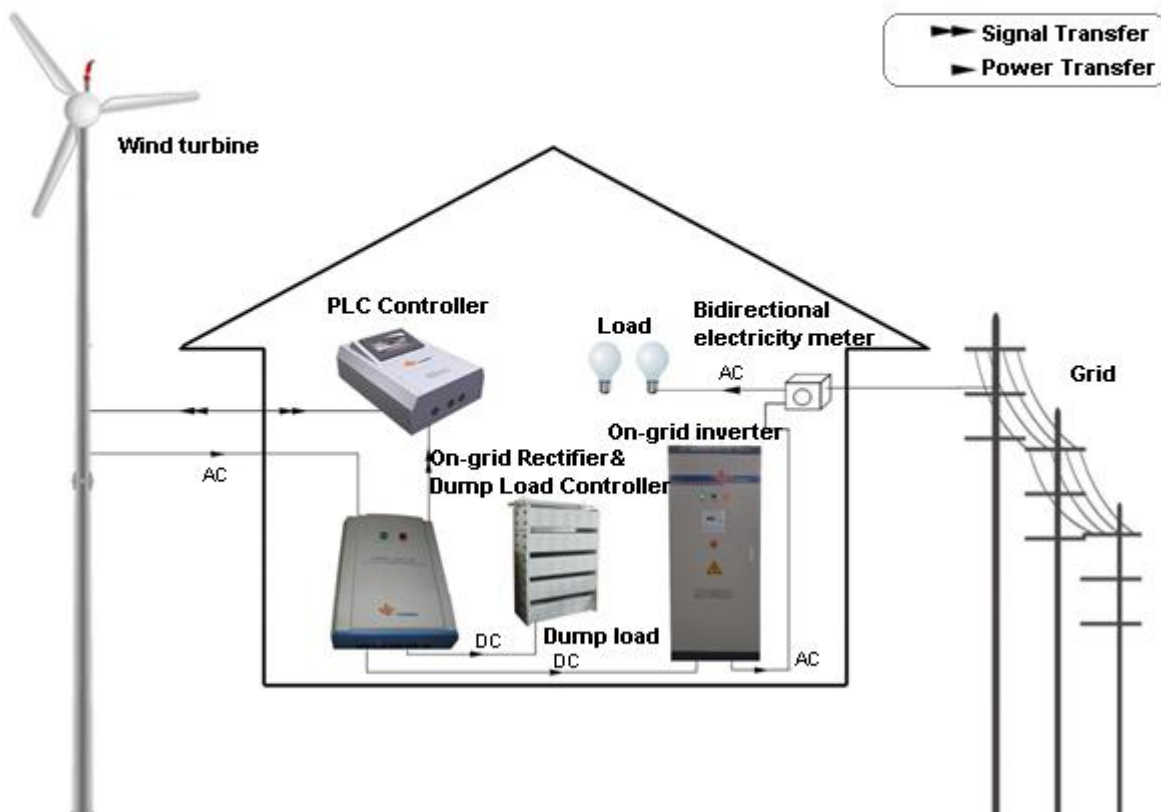 Signal Transfer
Power Transfer
Wind turbine
PLC Controller
Load
Bidirectional
electricity meter
AC
Grid
On-grid inverter
On-grid Rectifier&
Dump Load Controller
AC
DC
Dump load
DC
AC